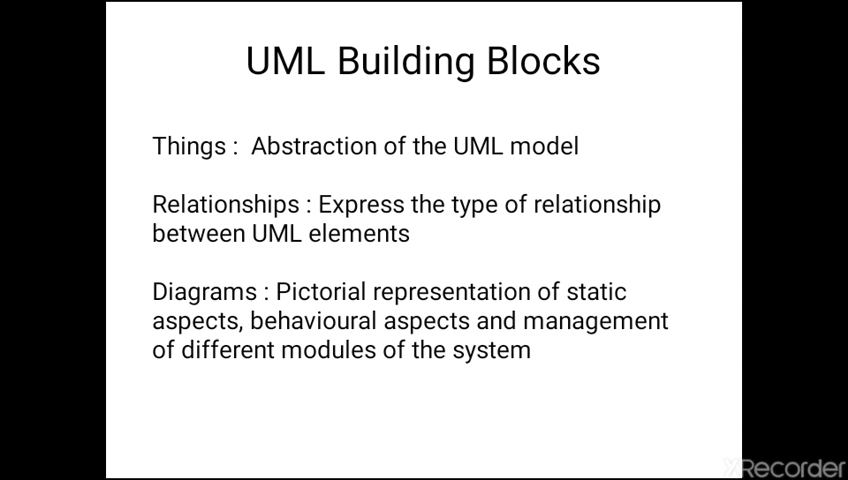 UML Building Blocks
Things :  Abstraction of the UML model
Relationships : Express the type of relationship
between UML elements
Diagrams : Pictorial representation of static
aspects, behavioural aspects and management
of different modules of the system
XRecorder